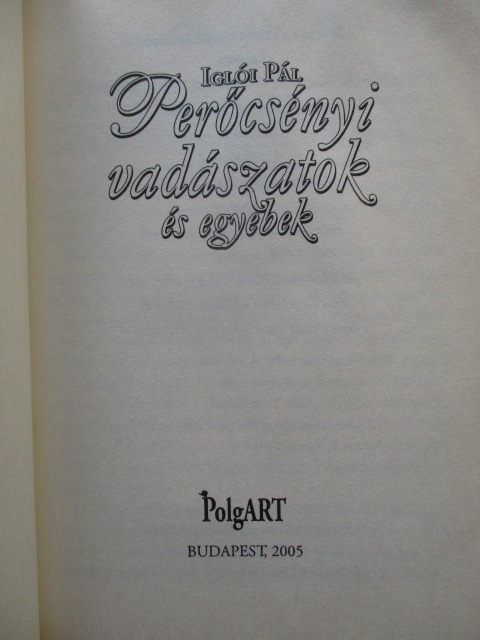 Iglói Pál
Perőcsényi
vadászatok
és egyebek
PolgART
BUDAPEST, 2005